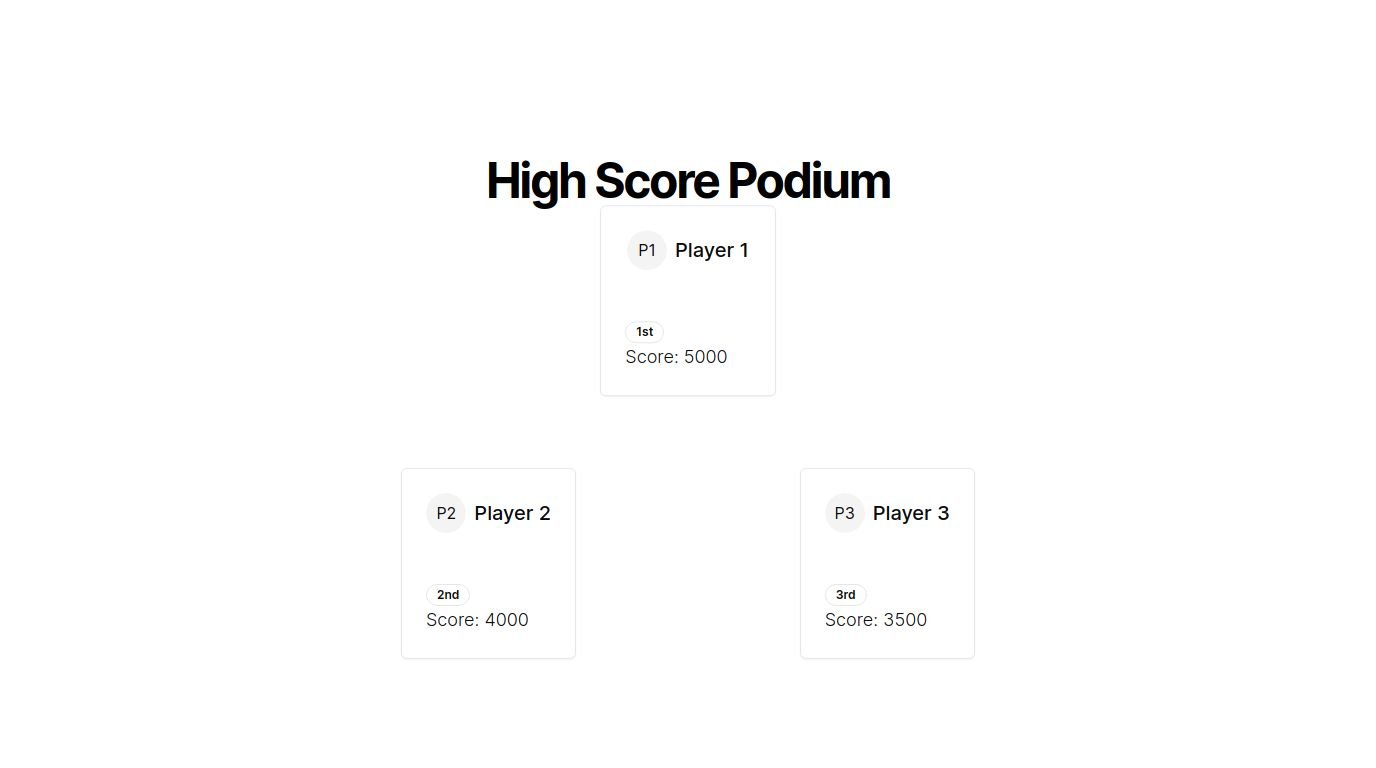 High Score Podium
P1 Player 1
1st
Score: 5000
P2 Player 2
2nd
Score: 4000
P3 Player 3
3rd
Score: 3500